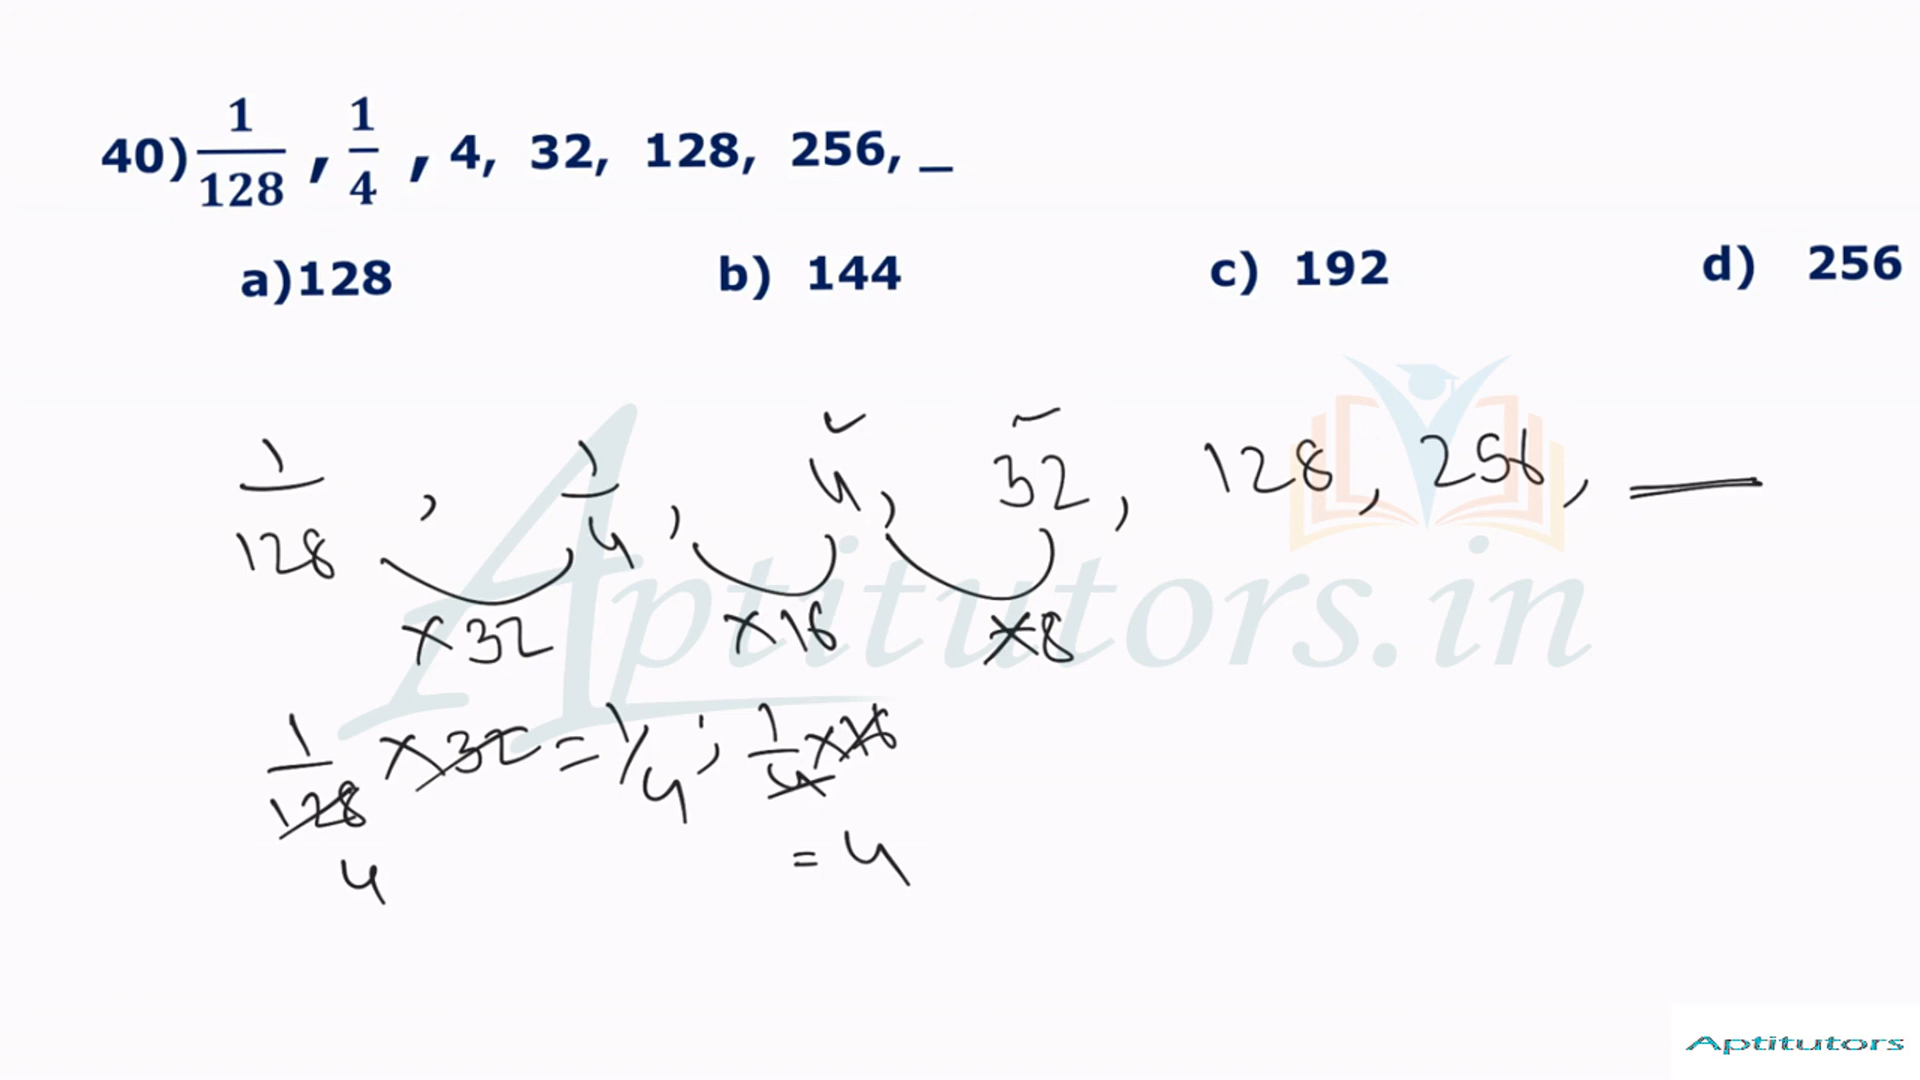 40) 1/128 , 1/4 , 4, 32, 128, 256, _
a)128 b) 144 c) 192 d) 256
1/128 , 1/4 , 4 , 32 , 128 , 256 , __
×32 ×16 ×8
1/128 ×32 = 1/4 ; 1/4 ×16
4 = 4
Aptitutors.in
Aptitutors